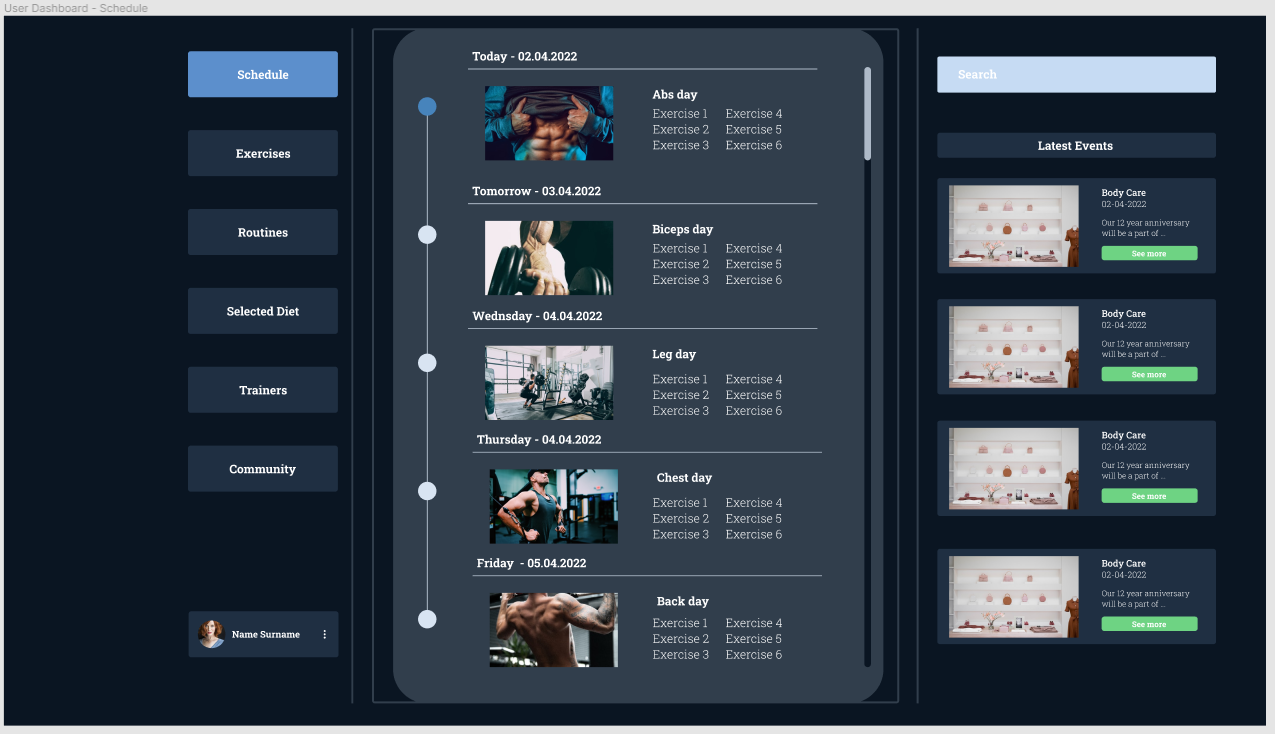 User Dashboard - Schedule
Schedule
Exercises
Routines
Selected Diet
Trainers
Community
Name Surname
Today - 02.04.2022
Abs day
Exercise 1 Exercise 4
Exercise 2 Exercise 5
Exercise 3 Exercise 6
Tomorrow - 03.04.2022
Biceps day
Exercise 1 Exercise 4
Exercise 2 Exercise 5
Exercise 3 Exercise 6
Wednsday - 04.04.2022
Leg day
Exercise 1 Exercise 4
Exercise 2 Exercise 5
Exercise 3 Exercise 6
Thursday - 04.04.2022
Chest day
Exercise 1 Exercise 4
Exercise 2 Exercise 5
Exercise 3 Exercise 6
Friday - 05.04.2022
Back day
Exercise 1 Exercise 4
Exercise 2 Exercise 5
Exercise 3 Exercise 6
Search
Latest Events
Body Care
02-04-2022
Our 12 year anniversary
will be a part of ...
See more
Body Care
02-04-2022
Our 12 year anniversary
will be a part of ...
See more
Body Care
02-04-2022
Our 12 year anniversary
will be a part of ...
See more
Body Care
02-04-2022
Our 12 year anniversary
will be a part of ...
See more